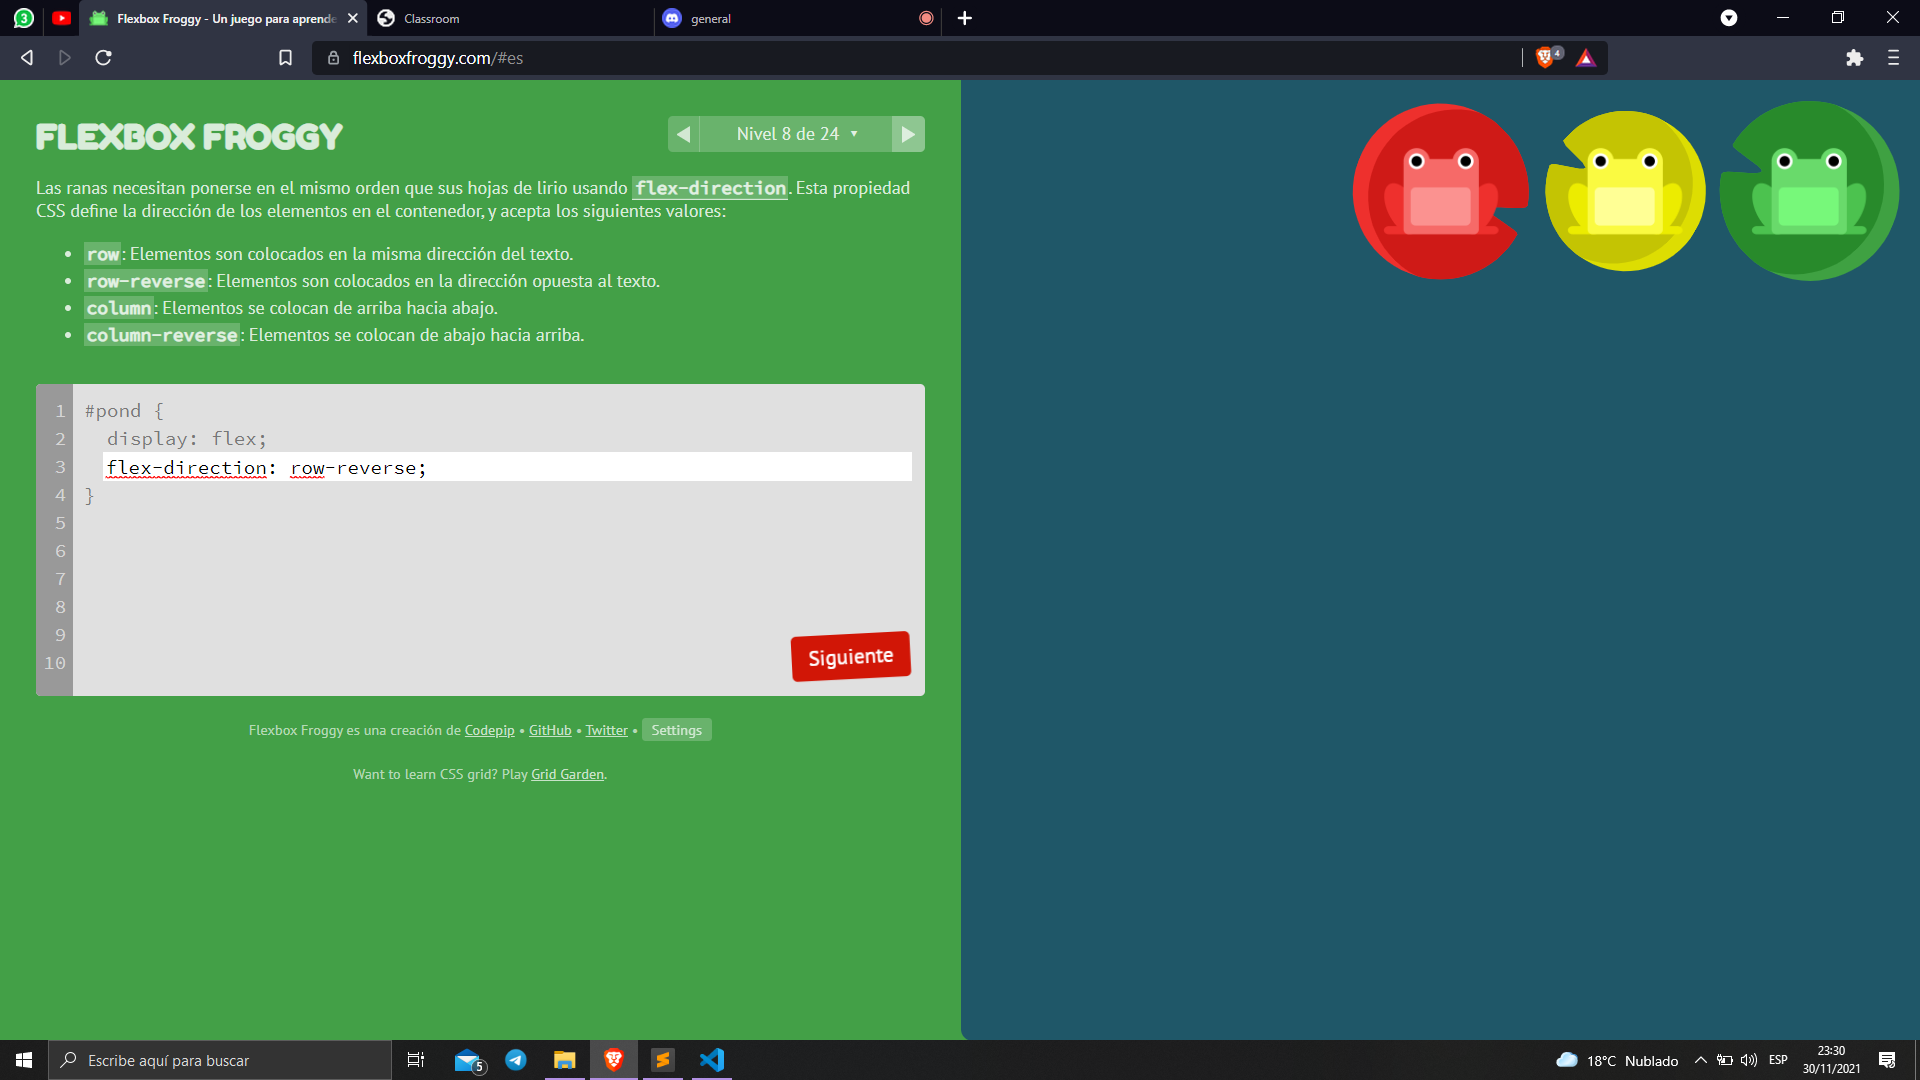 3
Flexbox Froggy - Un juego para aprende
Classroom
general
flexboxfroggy.com/#es
4
FLEXBOX FROGGY
Nivel 8 de 24 ▼
Las ranas necesitan ponerse en el mismo orden que sus hojas de lirio usando flex-direction. Esta propiedad
CSS define la dirección de los elementos en el contenedor, y acepta los siguientes valores:
• row: Elementos son colocados en la misma dirección del texto.
• row-reverse: Elementos son colocados en la dirección opuesta al texto.
• column: Elementos se colocan de arriba hacia abajo.
• column-reverse: Elementos se colocan de abajo hacia arriba.
1 #pond {
2 display: flex;
3 flex-direction: row-reverse;
4 }
5
6
7
8
9
10
Siguiente
Flexbox Froggy es una creación de Codepip • GitHub • Twitter • Settings
Want to learn CSS grid? Play Grid Garden.
Escribe aquí para buscar
5
18°C Nublado
ESP
23:30
30/11/2021